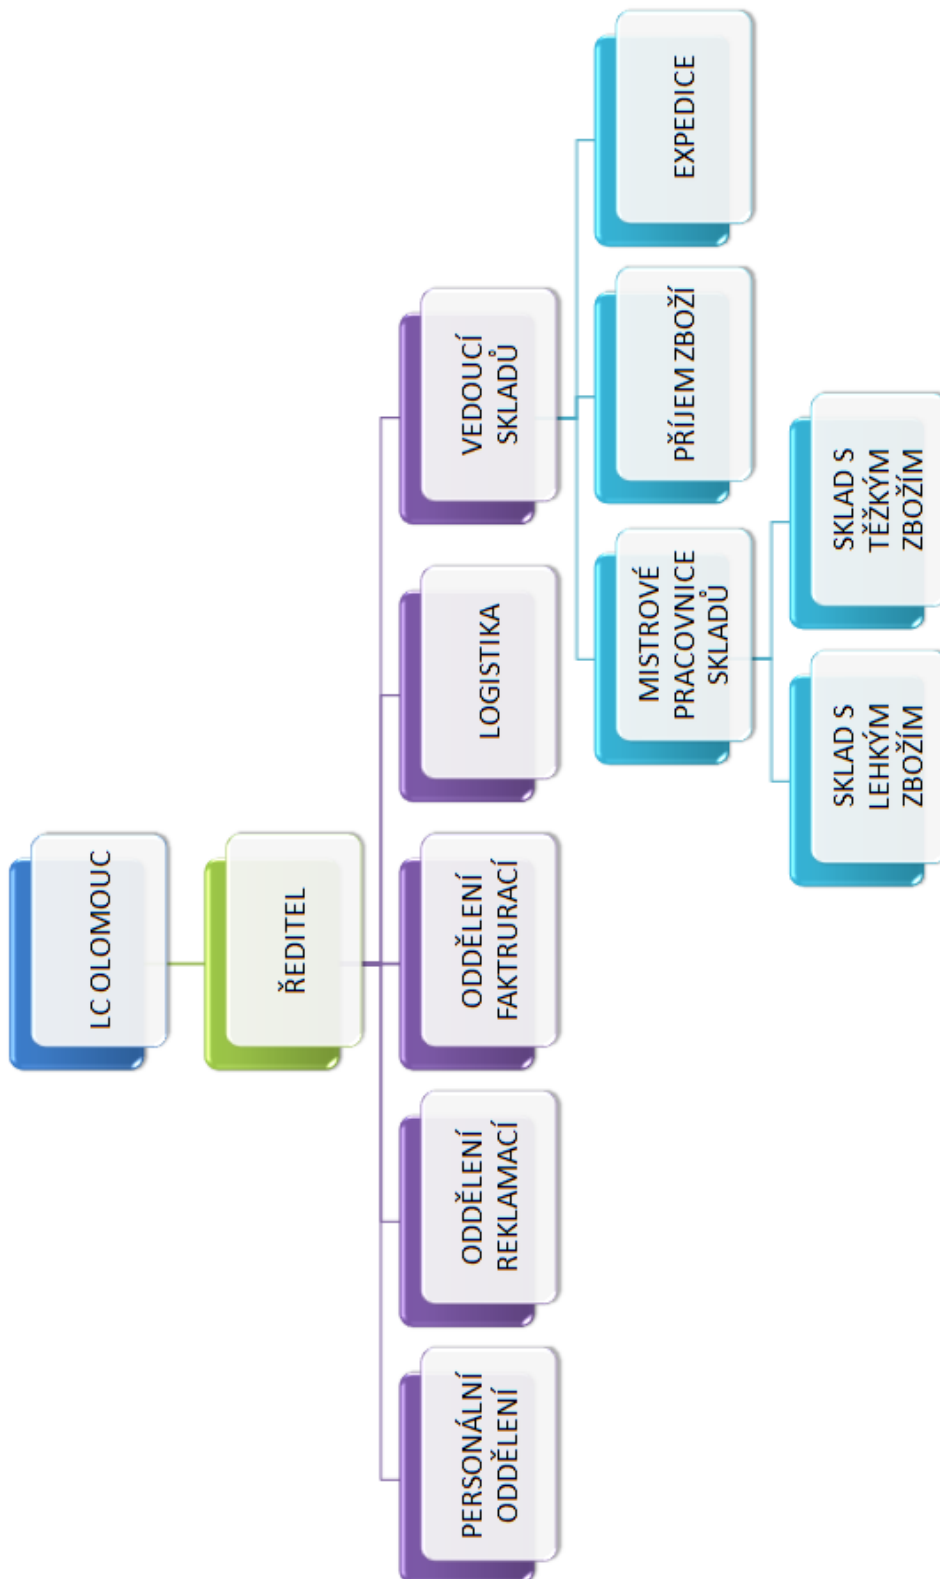 LC OLOMOUC
ŘEDITEL
PERSONÁLNÍ
ODDĚLENÍ
ODDĚLENÍ
REKLAMACÍ
ODDĚLENÍ
FAKTRURACÍ
LOGISTIKA
VEDOUCÍ
SKLADŮ
MISTROVÉ
PRACOVNICE
SKLADŮ
PŘÍJEM ZBOŽÍ
EXPEDICE
SKLAD S
LEHKÝM
ZBOŽÍM
SKLAD S
TĚŽKÝM
ZBOŽÍM